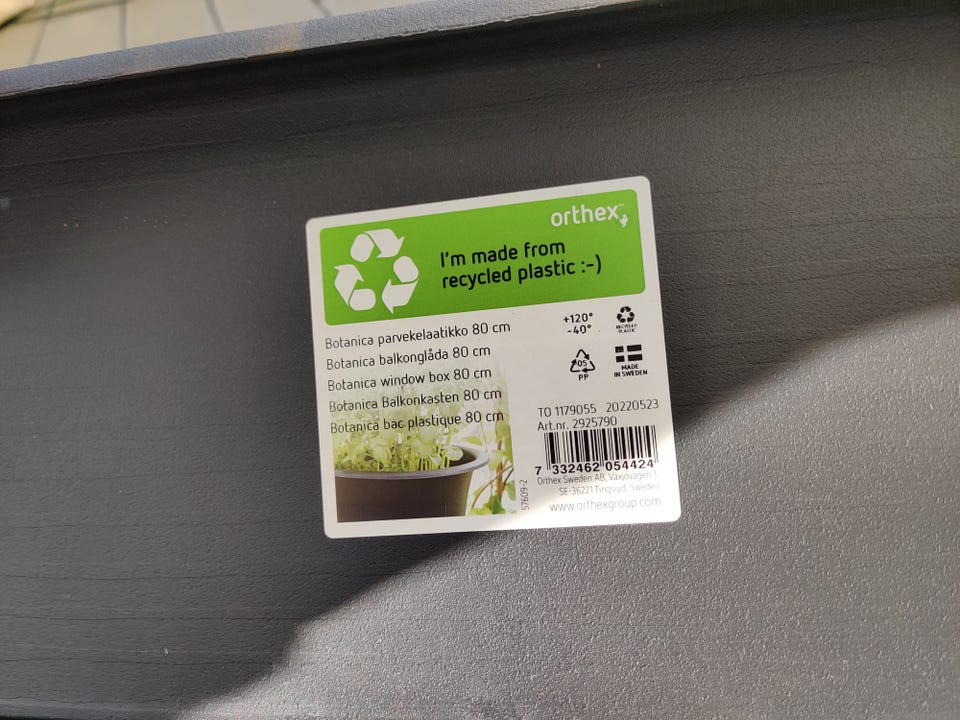 orthex
I'm made from
recycled plastic :-)
Botanica parvekelaatikko 80 cm
Botanica balkonglåda 80 cm
Botanica window box 80 cm
Botanica Balkonkasten 80 cm
Botanica bac plastique 80 cm
+120°
-40°
RECYCLED
PLASTIC
05
PP
MADE
IN SWEDEN
TO 1179055 20220523
Art.nr. 2925790
7 332462 054424
Orthex Sweden AB, Växjövägen 1,
SE-36221 Tingsryd, Sweden
www.orthexgroup.com
57609-2